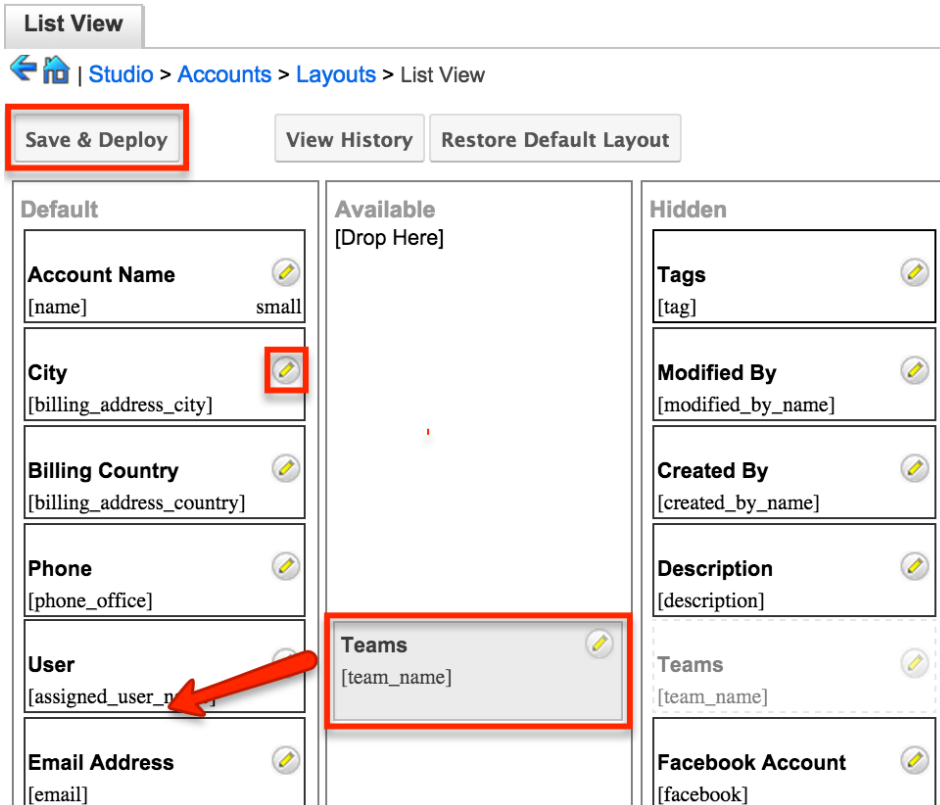 List View
| Studio > Accounts > Layouts > List View
Save & Deploy
View History
Restore Default Layout
Default
Account Name
[name] small
City
[billing_address_city]
Billing Country
[billing_address_country]
Phone
[phone_office]
User
Email Address
[email]
Available
[Drop Here]
Teams
[team_name]
Hidden
Tags
[tag]
Modified By
[modified_by_name]
Created By
[created_by_name]
Description
[description]
Teams
[team_name]
Facebook Account
[facebook]